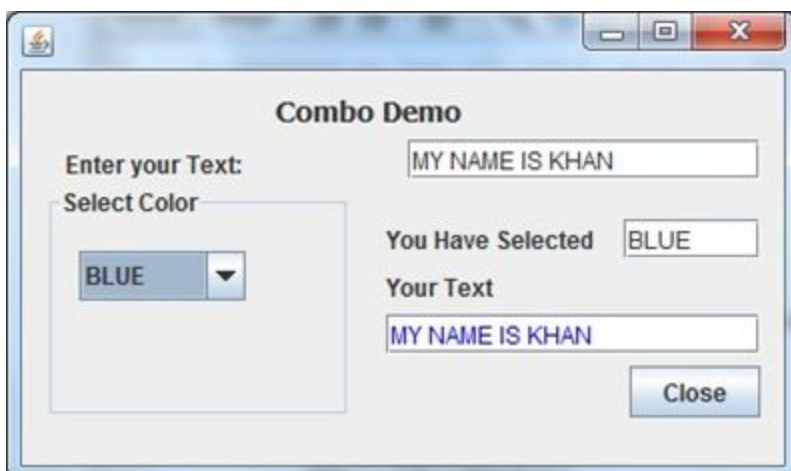 Combo Demo
Enter your Text:
MY NAME IS KHAN
Select Color
BLUE
You Have Selected
BLUE
Your Text
MY NAME IS KHAN
Close